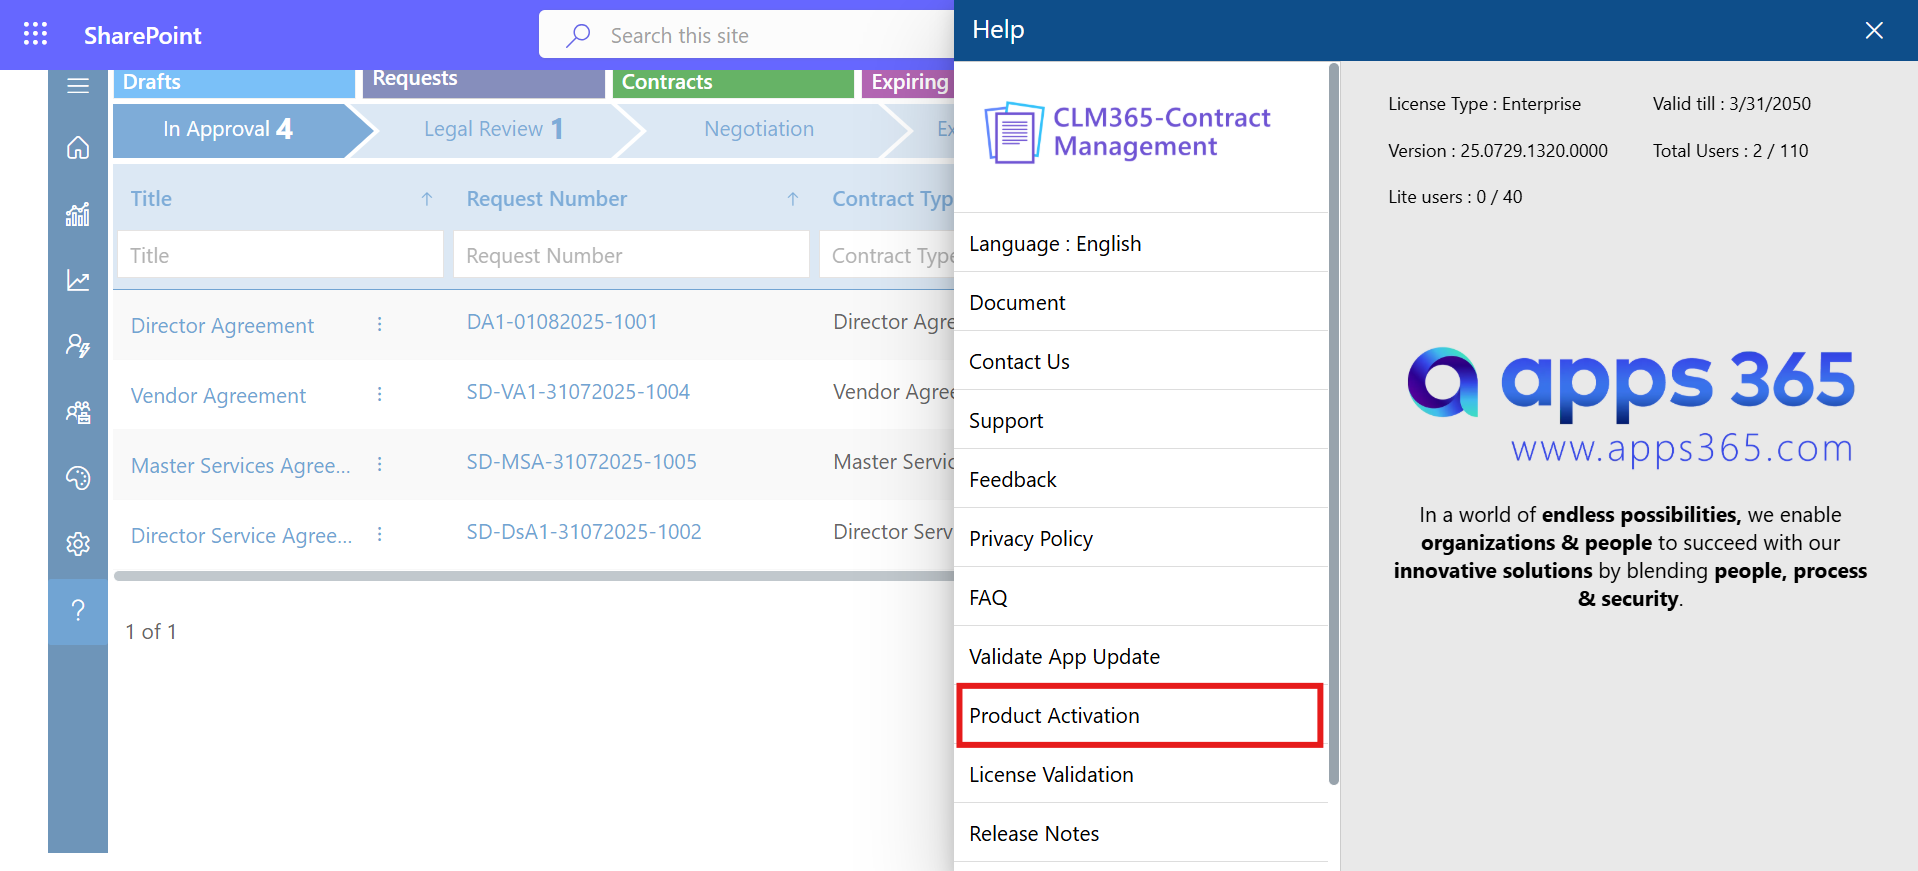 SharePoint
Search this site
Help
Drafts
Requests
Contracts
Expiring
In Approval 4
Legal Review 1
Negotiation
Title
Request Number
Contract Typ
Title
Request Number
Contract Type
Director Agreement
DA1-01082025-1001
Director Agre
Vendor Agreement
SD-VA1-31072025-1004
Vendor Agree
Master Services Agree...
SD-MSA-31072025-1005
Master Servic
Director Service Agree...
SD-DsA1-31072025-1002
Director Serv
1 of 1
CLM365-Contract
Management
Language : English
Document
Contact Us
Support
Feedback
Privacy Policy
FAQ
Validate App Update
Product Activation
License Validation
Release Notes
License Type : Enterprise
Valid till : 3/31/2050
Version : 25.0729.1320.0000
Total Users : 2 / 110
Lite users : 0 / 40
apps 365
www.apps365.com
In a world of endless possibilities, we enable
organizations & people to succeed with our
innovative solutions by blending people, process
& security.